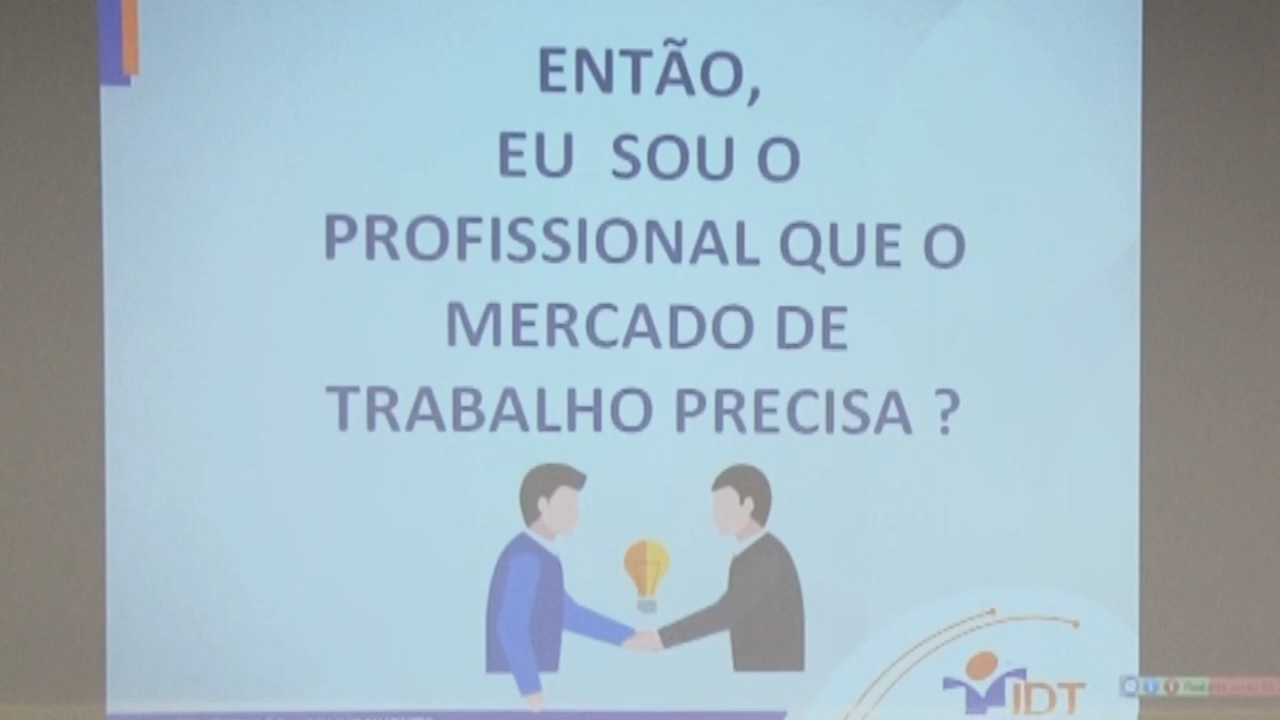 ENTÃO,
EU SOU O
PROFISSIONAL QUE O
MERCADO DE
TRABALHO PRECISA ?
IDT